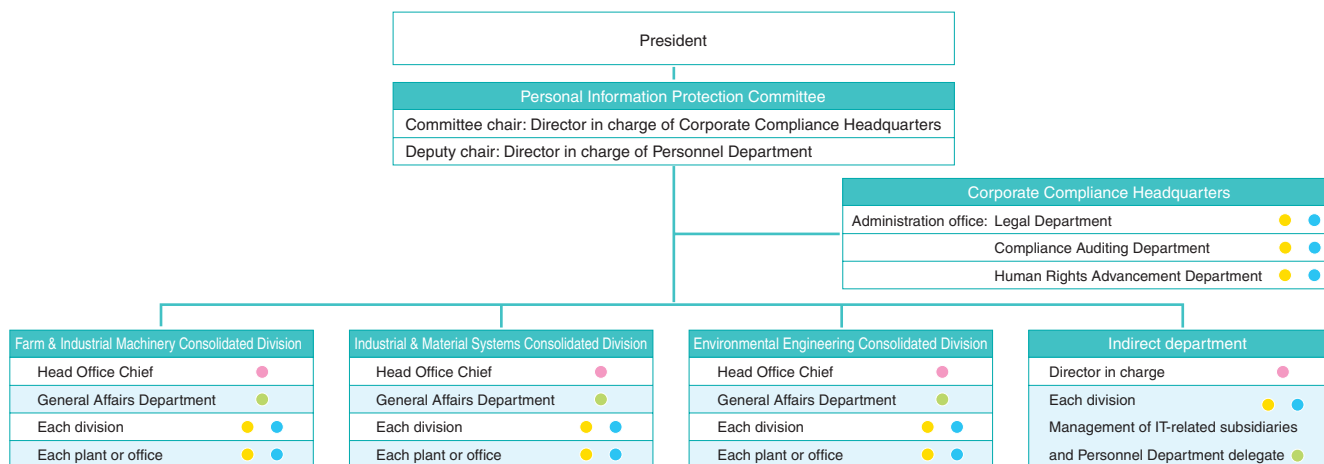 President
Personal Information Protection Committee
Committee chair: Director in charge of Corporate Compliance Headquarters
Deputy chair: Director in charge of Personnel Department
Corporate Compliance Headquarters
Administration office: Legal Department
Compliance Auditing Department
Human Rights Advancement Department
Farm & Industrial Machinery Consolidated Division
Head Office Chief
General Affairs Department
Each division
Each plant or office
Industrial & Material Systems Consolidated Division
Head Office Chief
General Affairs Department
Each division
Each plant or office
Environmental Engineering Consolidated Division
Head Office Chief
General Affairs Department
Each division
Each plant or office
Indirect department
Director in charge
Each division
Management of IT-related subsidiaries
and Personnel Department delegate